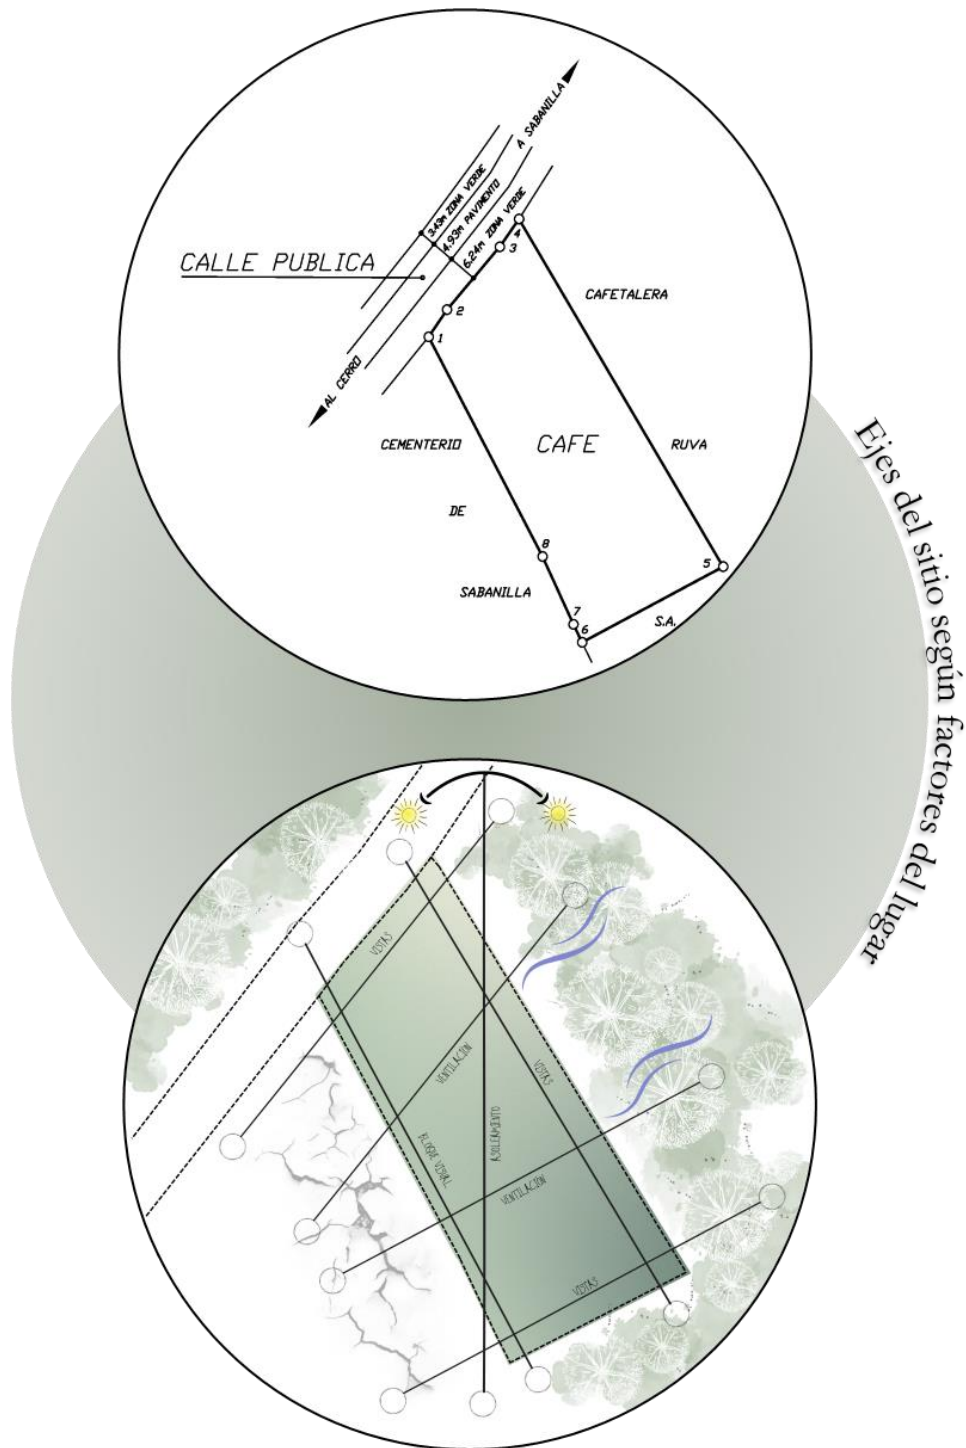 A SABANILLA
3.43m ZONA VERDE
4.93m PAVIMENTO
6.24m ZONA VERDE
CALLE PUBLICA
4
3
2
1
CAFETALERA
AL CERRO
CEMENTERIO
CAFE
RUVA
DE
8
5
SABANILLA
7
6
S.A.
Ejes del sitio según factores del lugar
VISTAS
VENTILACION
VISTAS
ASOLEAMIENTO
BLOQUE VISUAL
VENTILACION
VISTAS